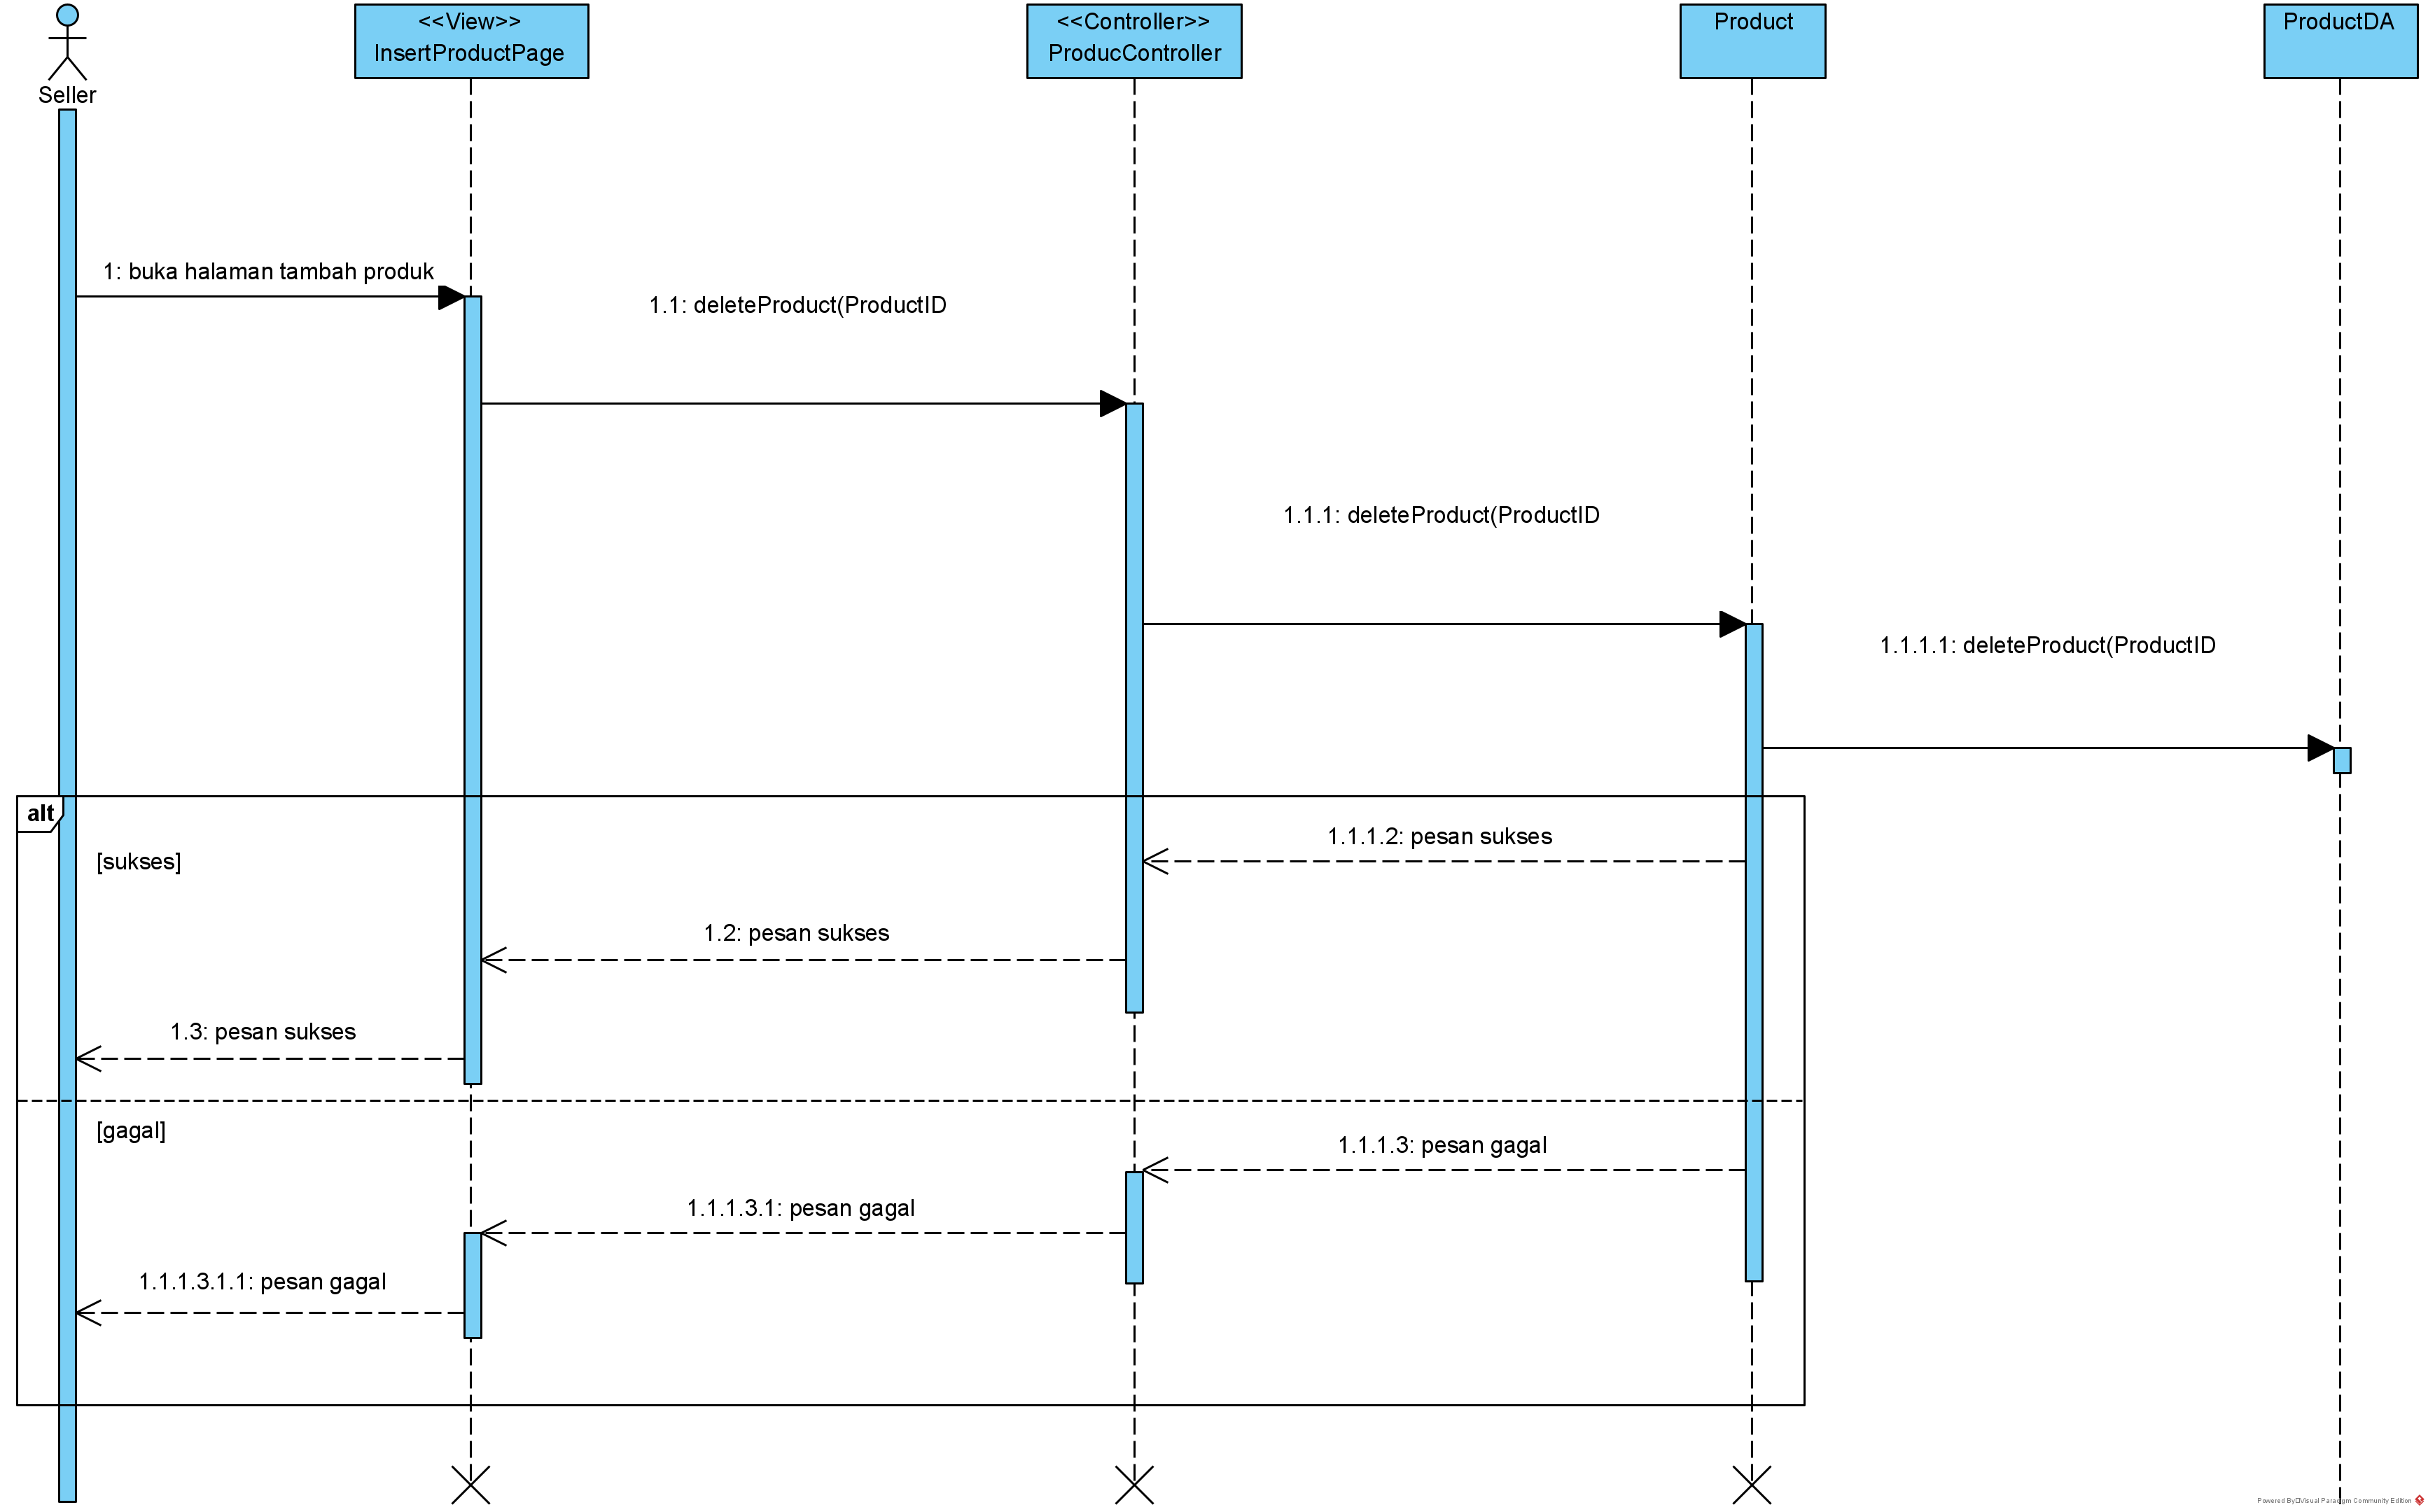 Seller
<<View>>
InsertProductPage
<<Controller>>
ProducController
Product
ProductDA
1: buka halaman tambah produk
1.1: deleteProduct(ProductID
1.1.1: deleteProduct(ProductID
1.1.1.1: deleteProduct(ProductID
alt
[sukses]
1.1.1.2: pesan sukses
1.2: pesan sukses
1.3: pesan sukses
[gagal]
1.1.1.3: pesan gagal
1.1.1.3.1: pesan gagal
1.1.1.3.1.1: pesan gagal
Powered By Visual Paradigm Community Edition